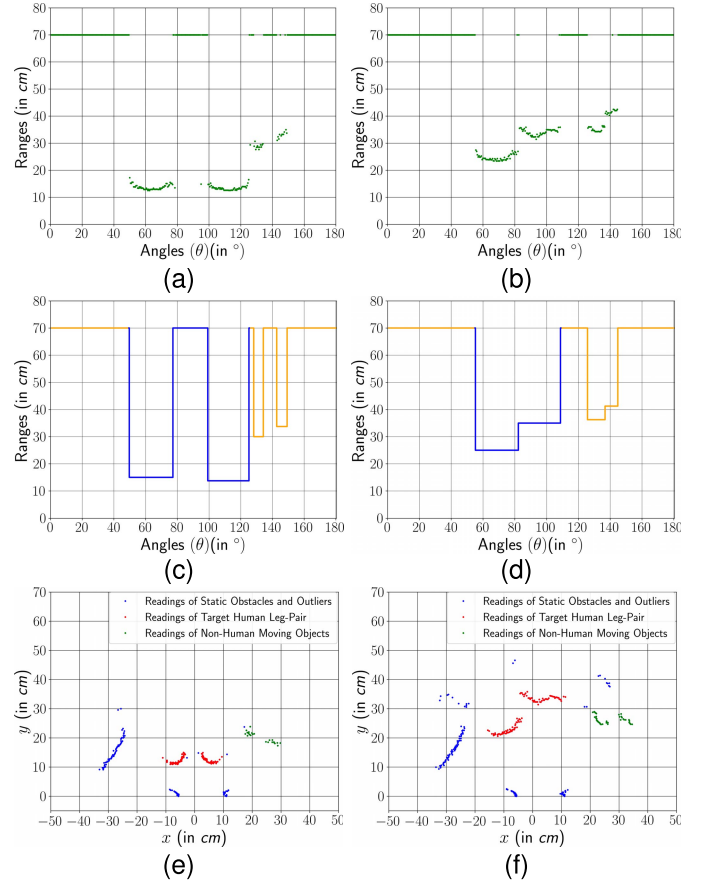 80 80
70 70
60 60
50 50
40 40
30 30
20 20
10 10
0 0
Ranges (in cm) Ranges (in cm)
0 20 40 60 80 100 120 140 160 180 0 20 40 60 80 100 120 140 160 180
Angles (θ)(in °) Angles (θ)(in °)
(a) (b)
80 80
70 70
60 60
50 50
40 40
30 30
20 20
10 10
0 0
Ranges (in cm) Ranges (in cm)
0 20 40 60 80 100 120 140 160 180 0 20 40 60 80 100 120 140 160 180
Angles (θ)(in °) Angles (θ)(in °)
(c) (d)
70 70
Readings of Static Obstacles and Outliers Readings of Static Obstacles and Outliers
60 60
Readings of Target Human Leg-Pair Readings of Target Human Leg-Pair
Readings of Non-Human Moving Objects Readings of Non-Human Moving Objects
50 50
40 40
30 30
20 20
10 10
0 0
y (in cm) y (in cm)
−50 −40 −30 −20 −10 0 10 20 30 40 50 −50 −40 −30 −20 −10 0 10 20 30 40 50
x (in cm) x (in cm)
(e) (f)